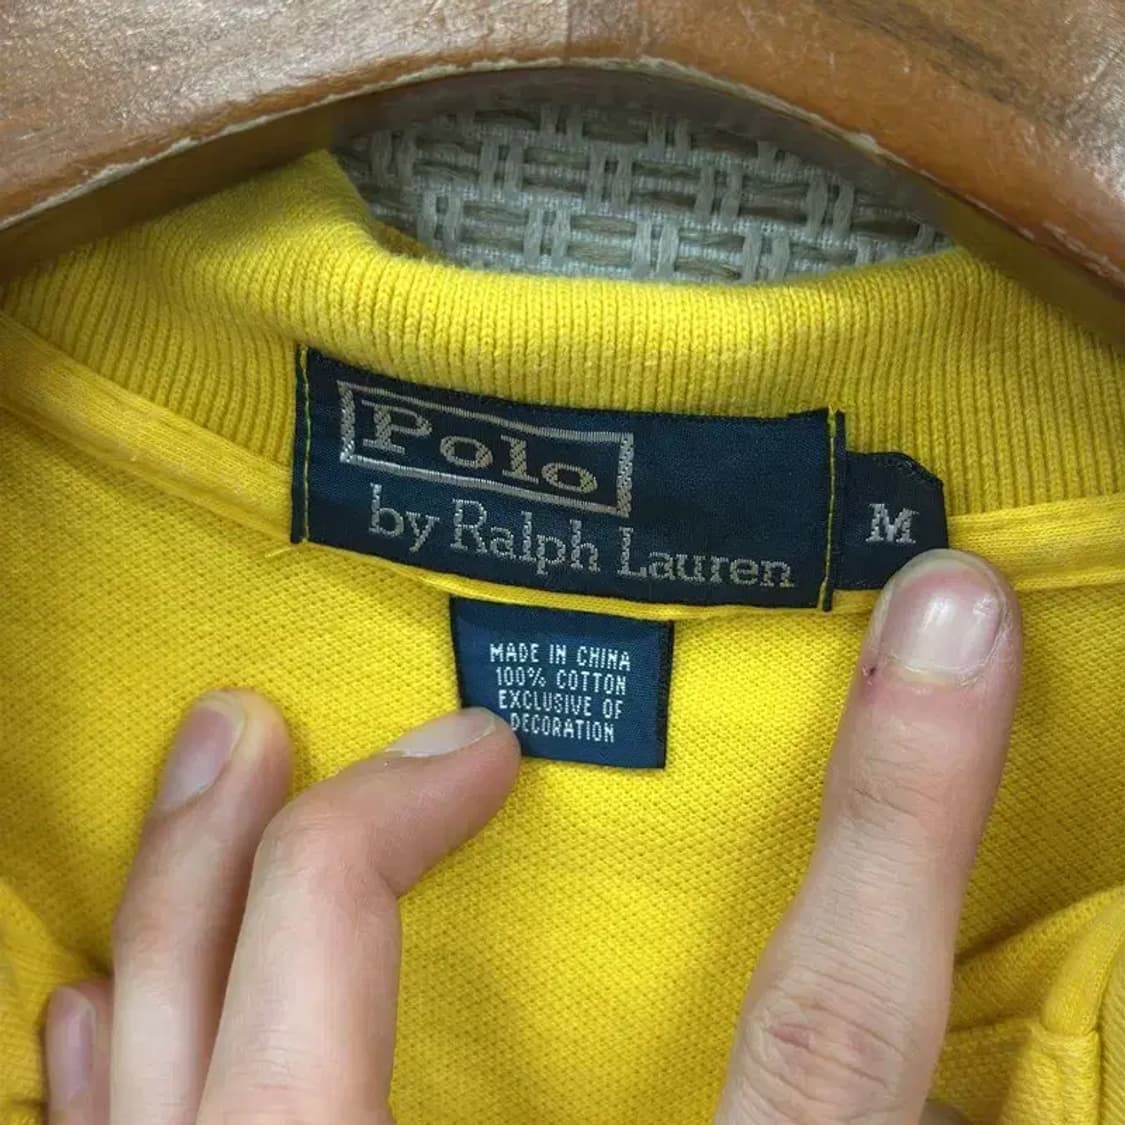 Polo
by Ralph Lauren
M
MADE IN CHINA
100% COTTON
EXCLUSIVE OF
DECORATION